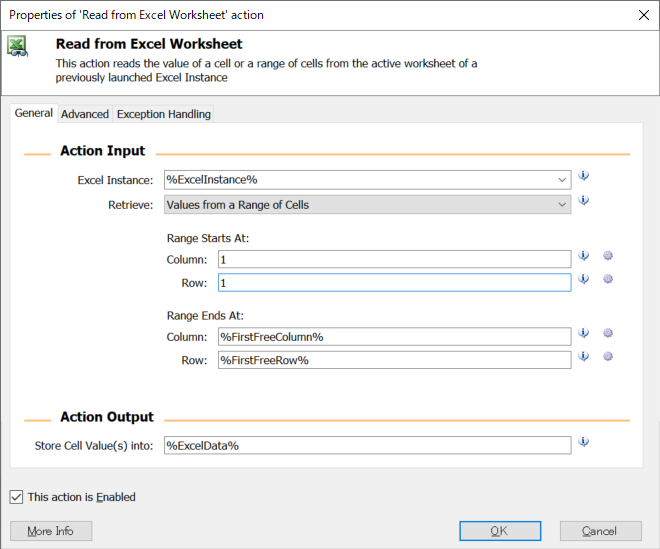 Properties of 'Read from Excel Worksheet' action
Read from Excel Worksheet
This action reads the value of a cell or a range of cells from the active worksheet of a
previously launched Excel Instance
General Advanced Exception Handling
Action Input
Excel Instance: %ExcelInstance%
Retrieve: Values from a Range of Cells
Range Starts At:
Column: 1
Row: 1
Range Ends At:
Column: %FirstFreeColumn%
Row: %FirstFreeRow%
Action Output
Store Cell Value(s) into: %ExcelData%
This action is Enabled
More Info OK Cancel